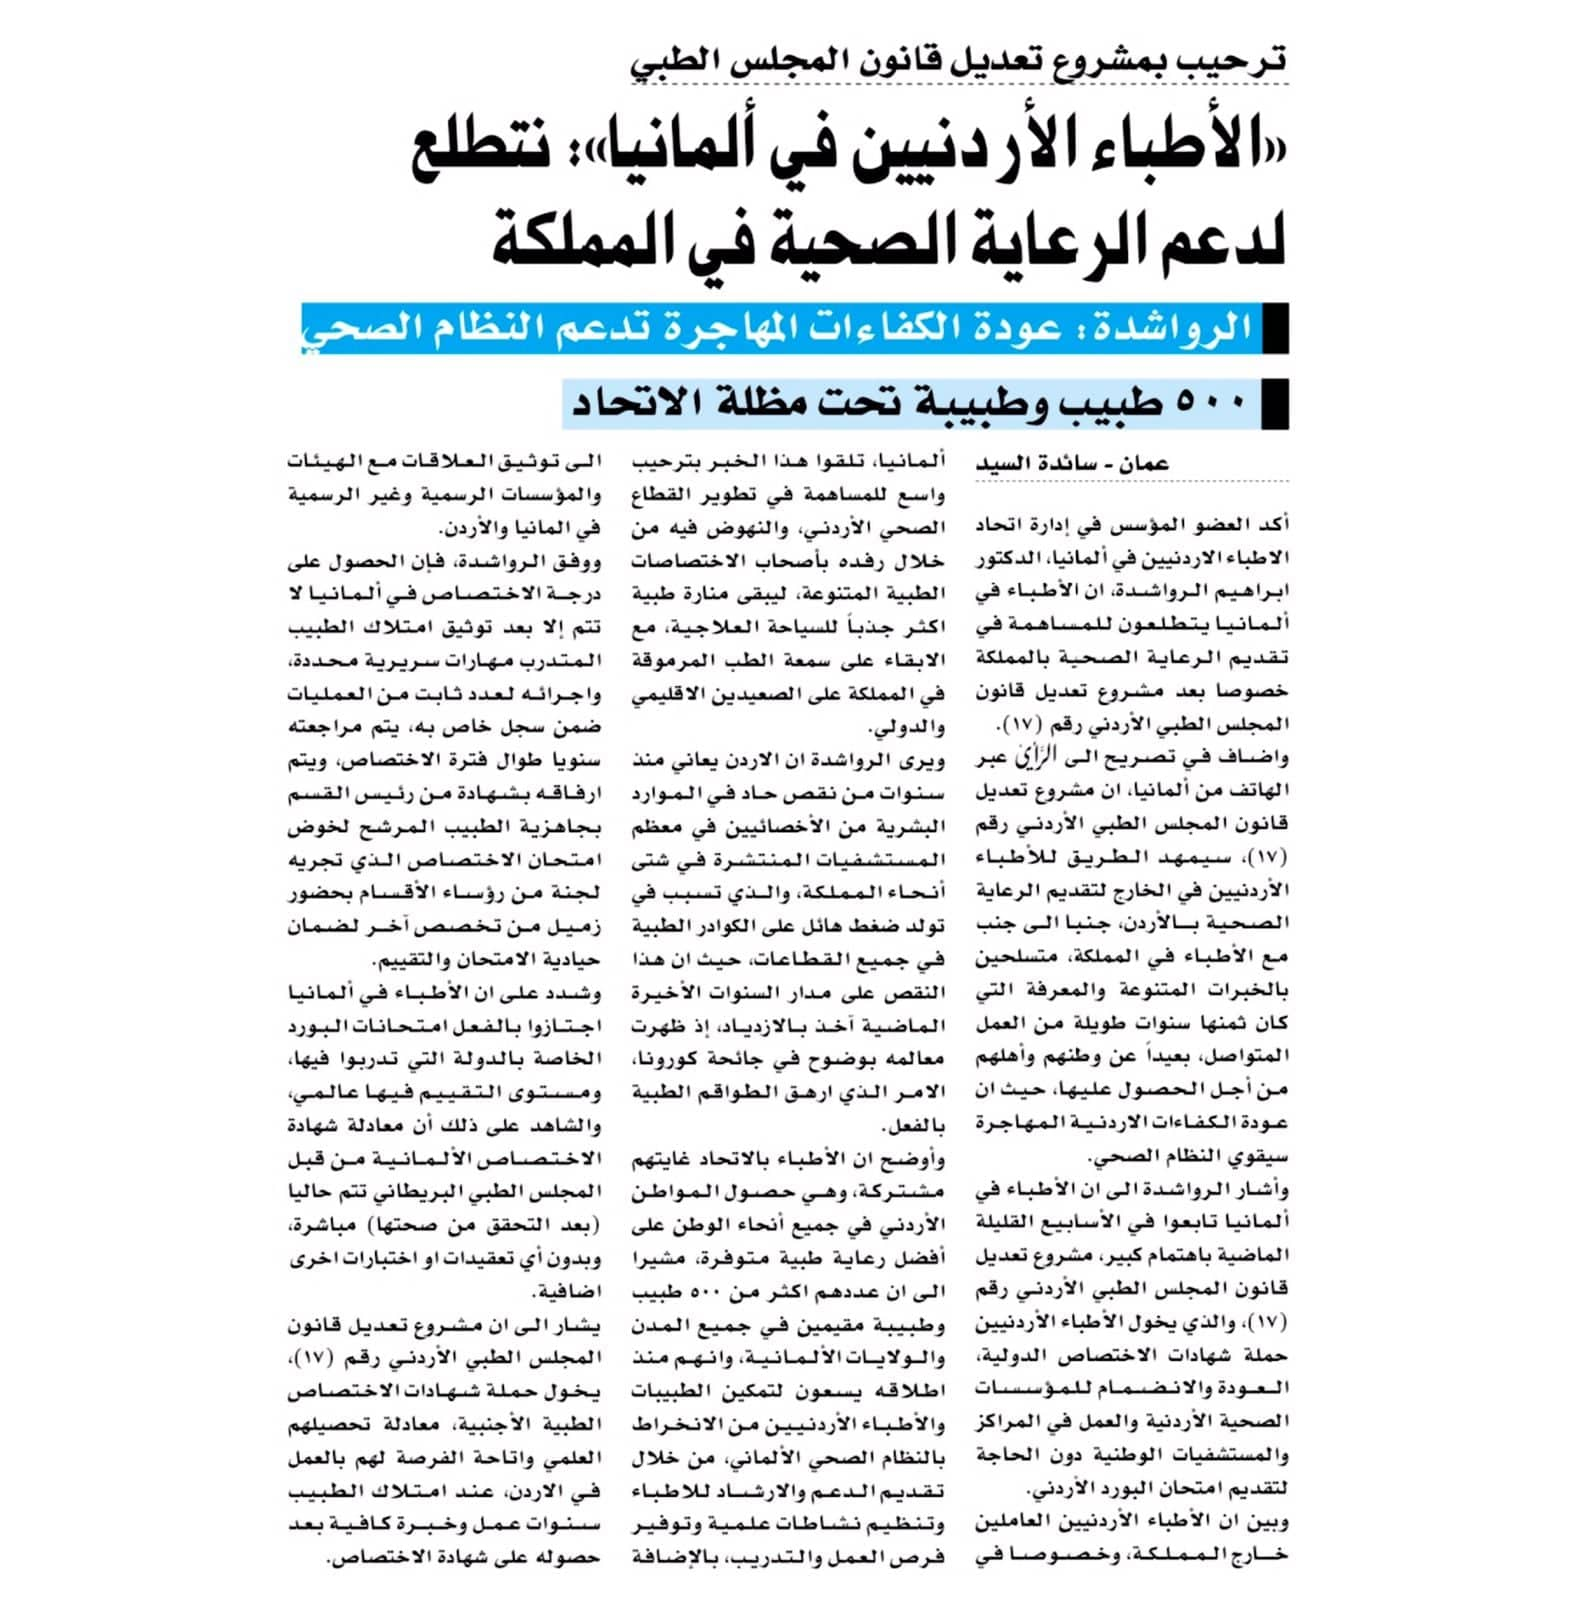 ترحيب بمشروع تعديل قانون المجلس الطبي
«الأطباء الأردنيين في ألمانيا»: نتطلع
لدعم الرعاية الصحية في المملكة
الرواشدة: عودة الكفاءات المهاجرة تدعم النظام الصحي
٥٠٠ طبيب وطبيبة تحت مظلة الاتحاد
عمان - سائدة السيد
أكد العضو المؤسس في إدارة اتحاد
الاطباء الاردنيين في ألمانيا، الدكتور
ابراهيم الرواشدة، ان الأطباء في
ألمانيا يتطلعون للمساهمة في
تقديم الرعاية الصحية بالمملكة
خصوصا بعد مشروع تعديل قانون
المجلس الطبي الأردني رقم (١٧).
واضاف في تصريح الى الرأي عبر
الهاتف من ألمانيا، ان مشروع تعديل
قانون المجلس الطبي الأردني رقم
(١٧)، سيمهد الطريق للأطباء
الأردنيين في الخارج لتقديم الرعاية
الصحية بالأردن، جنبا الى جنب
مع الأطباء في المملكة، متسلحين
بالخبرات المتنوعة والمعرفة التي
كان ثمنها سنوات طويلة من العمل
المتواصل، بعيداً عن وطنهم وأهلهم
من أجل الحصول عليها، حيث ان
عودة الكفاءات الاردنية المهاجرة
سيقوي النظام الصحي.
وأشار الرواشدة الى ان الأطباء في
ألمانيا تابعوا في الأسابيع القليلة
الماضية باهتمام كبير، مشروع تعديل
قانون المجلس الطبي الأردني رقم
(١٧)، والذي يخول الأطباء الأردنيين
حملة شهادات الاختصاص الدولية،
العودة والانضمام للمؤسسات
الصحية الأردنية والعمل في المراكز
والمستشفيات الوطنية دون الحاجة
لتقديم امتحان البورد الأردني.
وبين ان الأطباء الأردنيين العاملين
خارج المملكة، وخصوصا في
ألمانيا، تلقوا هذا الخبر بترحيب
واسع للمساهمة في تطوير القطاع
الصحي الأردني، والنهوض فيه من
خلال رفده بأصحاب الاختصاصات
الطبية المتنوعة، ليبقى منارة طبية
اكثر جذباً للسياحة العلاجية، مع
الابقاء على سمعة الطب المرموقة
في المملكة على الصعيدين الاقليمي
والدولي.
ويرى الرواشدة ان الاردن يعاني منذ
سنوات من نقص حاد في الموارد
البشرية من الأخصائيين في معظم
المستشفيات المنتشرة في شتى
أنحاء المملكة، والذي تسبب في
تولد ضغط هائل على الكوادر الطبية
في جميع القطاعات، حيث ان هذا
النقص على مدار السنوات الأخيرة
الماضية آخذ بالازدياد، إذ ظهرت
معالمه بوضوح في جائحة كورونا،
الامر الذي ارهق الطواقم الطبية
بالفعل.
وأوضح ان الأطباء بالاتحاد غايتهم
مشتركة، وهي حصول المواطن
الأردني في جميع أنحاء الوطن على
أفضل رعاية طبية متوفرة، مشيرا
الى ان عددهم اكثر من ٥٠٠ طبيب
وطبيبة مقيمين في جميع المدن
والولايات الألمانية، وانهم منذ
اطلاقه يسعون لتمكين الطبيبات
والأطباء الأردنيين من الانخراط
بالنظام الصحي الألماني، من خلال
تقديم الدعم والارشاد للاطباء
وتنظيم نشاطات علمية وتوفير
فرص العمل والتدريب، بالإضافة
الى توثيق العلاقات مع الهيئات
والمؤسسات الرسمية وغير الرسمية
في المانيا والأردن.
ووفق الرواشدة، فإن الحصول على
درجة الاختصاص في ألمانيا لا
تتم إلا بعد توثيق امتلاك الطبيب
المتدرب مهارات سريرية محددة،
واجرائه لعدد ثابت من العمليات
ضمن سجل خاص به، يتم مراجعته
سنويا طوال فترة الاختصاص، ويتم
ارفاقه بشهادة من رئيس القسم
بجاهزية الطبيب المرشح لخوض
امتحان الاختصاص الذي تجريه
لجنة من رؤساء الأقسام بحضور
زميل من تخصص آخر لضمان
حيادية الامتحان والتقييم.
وشدد على ان الأطباء في ألمانيا
اجتازوا بالفعل امتحانات البورد
الخاصة بالدولة التي تدربوا فيها،
ومستوى التقييم فيها عالمي،
والشاهد على ذلك أن معادلة شهادة
الاختصاص الألمانية من قبل
المجلس الطبي البريطاني تتم حاليا
(بعد التحقق من صحتها) مباشرة،
وبدون أي تعقيدات او اختبارات اخرى
اضافية.
يشار الى ان مشروع تعديل قانون
المجلس الطبي الأردني رقم (١٧)،
يخول حملة شهادات الاختصاص
الطبية الأجنبية، معادلة تحصيلهم
العلمي واتاحة الفرصة لهم بالعمل
في الاردن، عند امتلاك الطبيب
سنوات عمل وخبرة كافية بعد
حصوله على شهادة الاختصاص.